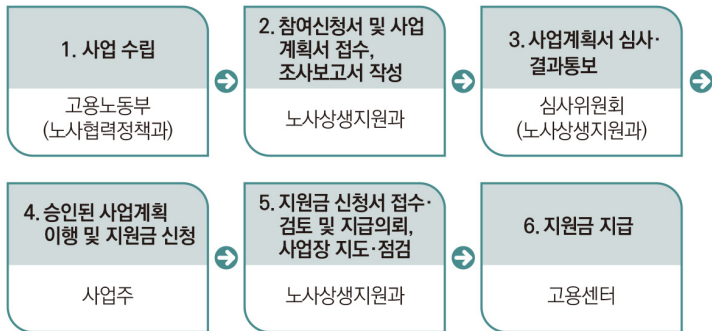 1. 사업 수립
고용노동부
(노사협력정책과)
2. 참여신청서 및 사업
계획서 접수,
조사보고서 작성
노사상생지원과
3. 사업계획서 심사·
결과통보
심사위원회
(노사상생지원과)
4. 승인된 사업계획
이행 및 지원금 신청
사업주
5. 지원금 신청서 접수·
검토 및 지급의뢰,
사업장 지도·점검
노사상생지원과
6. 지원금 지급
고용센터